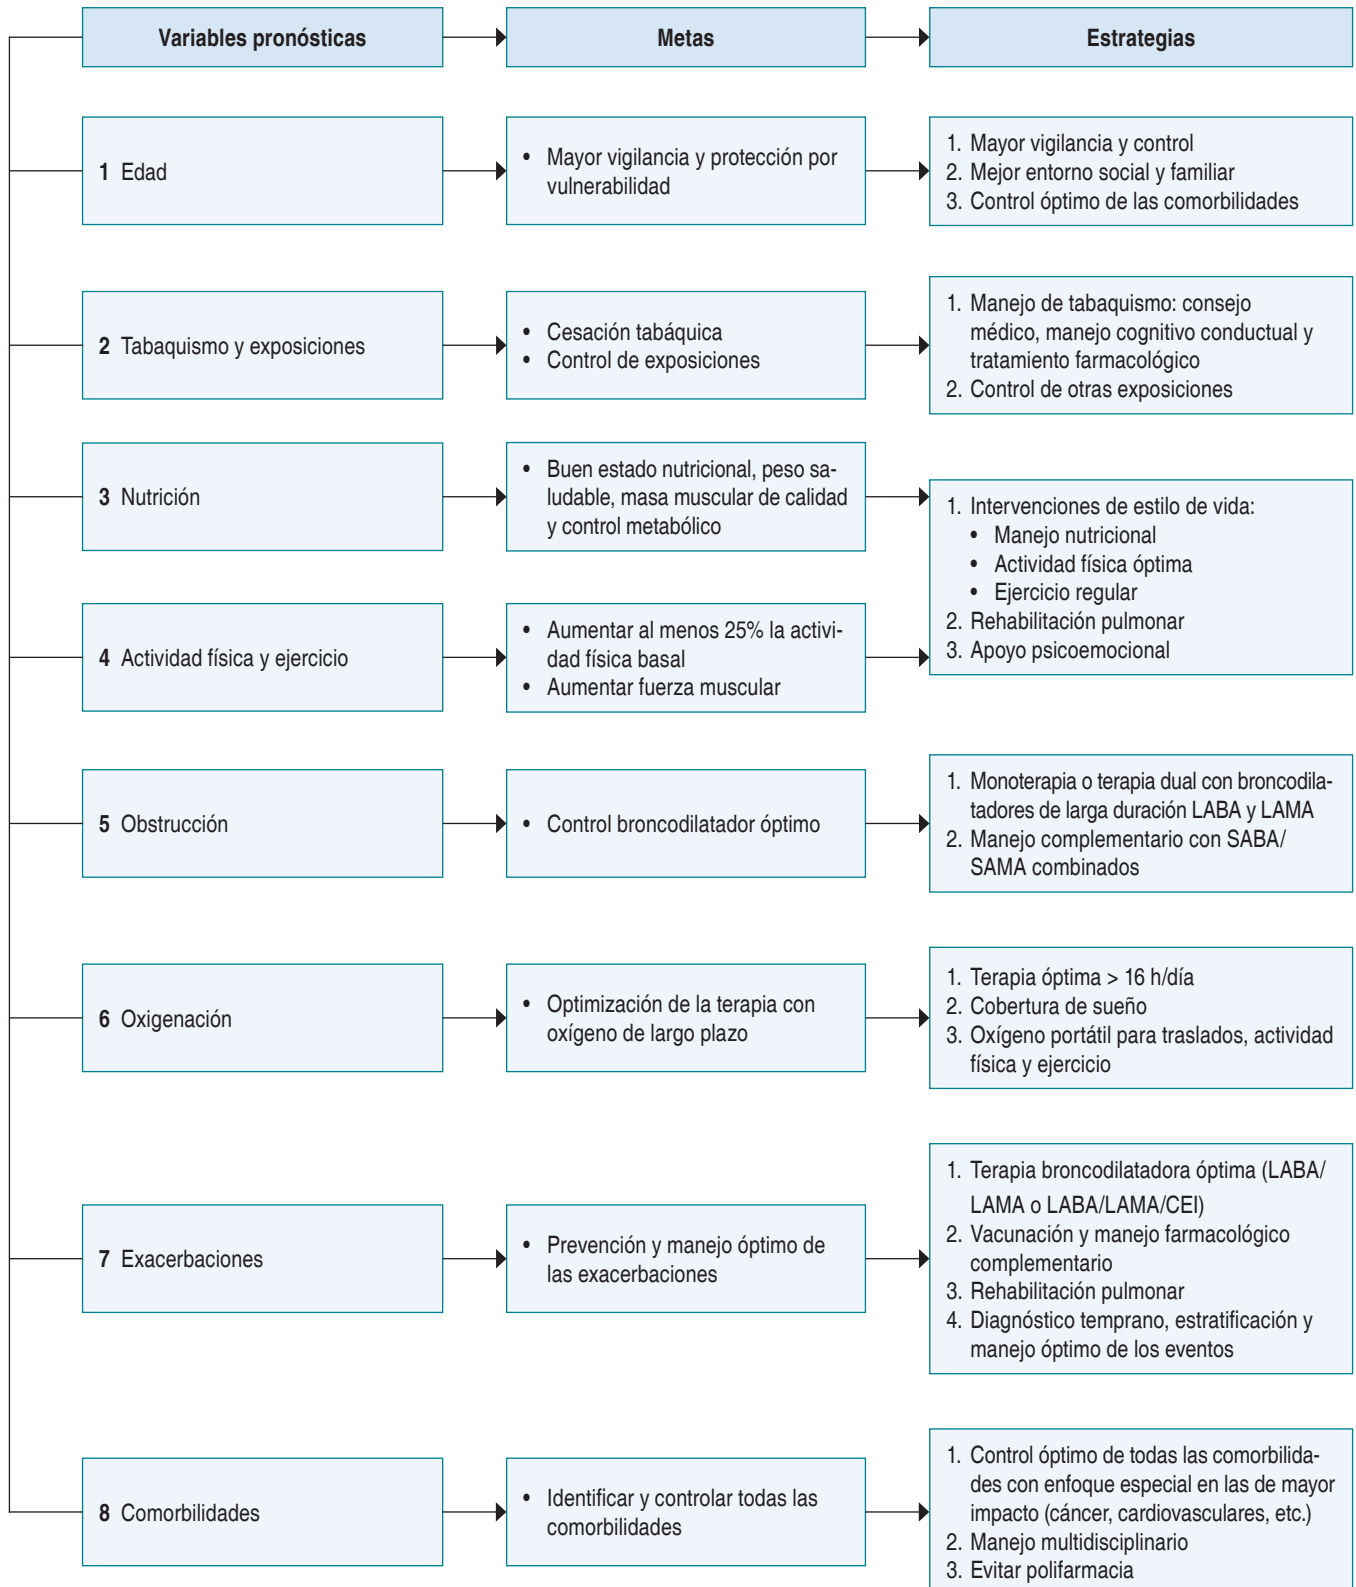 Variables pronósticas
Metas
Estrategias
1 Edad
• Mayor vigilancia y protección por
vulnerabilidad
1. Mayor vigilancia y control
2. Mejor entorno social y familiar
3. Control óptimo de las comorbilidades
2 Tabaquismo y exposiciones
• Cesación tabáquica
• Control de exposiciones
1. Manejo de tabaquismo: consejo
médico, manejo cognitivo conductual y
tratamiento farmacológico
2. Control de otras exposiciones
3 Nutrición
• Buen estado nutricional, peso sa-
ludable, masa muscular de calidad
y control metabólico
4 Actividad física y ejercicio
• Aumentar al menos 25% la activi-
dad física basal
• Aumentar fuerza muscular
1. Intervenciones de estilo de vida:
• Manejo nutricional
• Actividad física óptima
• Ejercicio regular
2. Rehabilitación pulmonar
3. Apoyo psicoemocional
5 Obstrucción
• Control broncodilatador óptimo
1. Monoterapia o terapia dual con broncodila-
tadores de larga duración LABA y LAMA
2. Manejo complementario con SABA/
SAMA combinados
6 Oxigenación
• Optimización de la terapia con
oxígeno de largo plazo
1. Terapia óptima > 16 h/día
2. Cobertura de sueño
3. Oxígeno portátil para traslados, actividad
física y ejercicio
7 Exacerbaciones
• Prevención y manejo óptimo de
las exacerbaciones
1. Terapia broncodilatadora óptima (LABA/
LAMA o LABA/LAMA/CEI)
2. Vacunación y manejo farmacológico
complementario
3. Rehabilitación pulmonar
4. Diagnóstico temprano, estratificación y
manejo óptimo de los eventos
8 Comorbilidades
• Identificar y controlar todas las
comorbilidades
1. Control óptimo de todas las comorbilida-
des con enfoque especial en las de mayor
impacto (cáncer, cardiovasculares, etc.)
2. Manejo multidisciplinario
3. Evitar polifarmacia